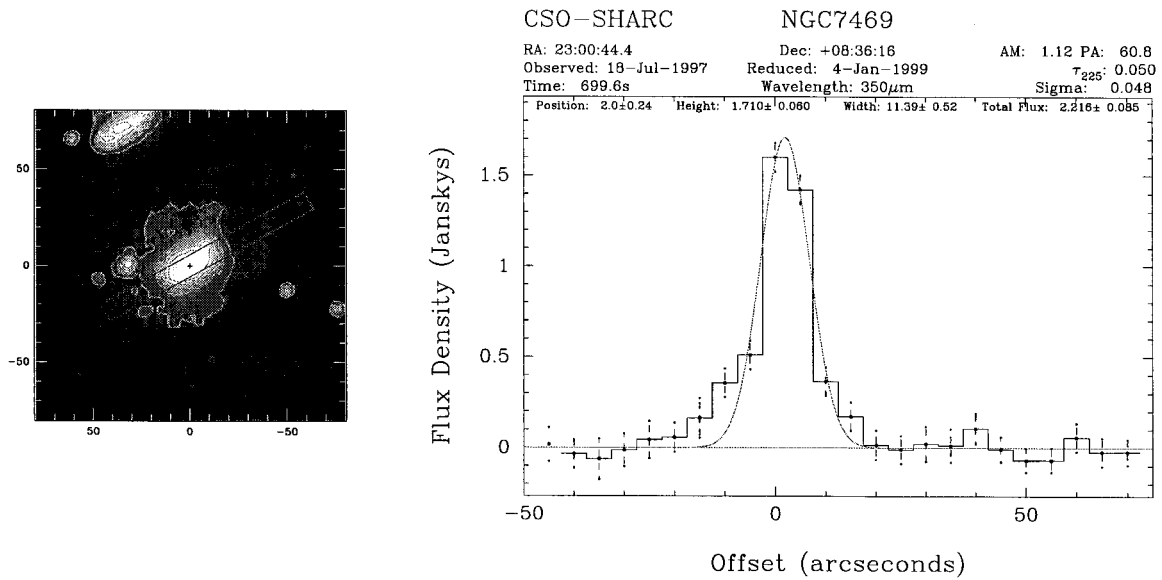 CSO-SHARC NGC7469
RA: 23:00:44.4 Dec: +08:36:16 AM: 1.12 PA: 60.8
Observed: 18-Jul-1997 Reduced: 4-Jan-1999 τ225: 0.050
Time: 699.6s Wavelength: 350μm Sigma: 0.048
Position: 2.0±0.24 Height: 1.710±0.060 Width: 11.39±0.52 Total Flux: 2.216±0.085
50
0
-50
50 0 -50
Flux Density (Janskys)
1.5
1
0.5
0
-50 0 50
Offset (arcseconds)